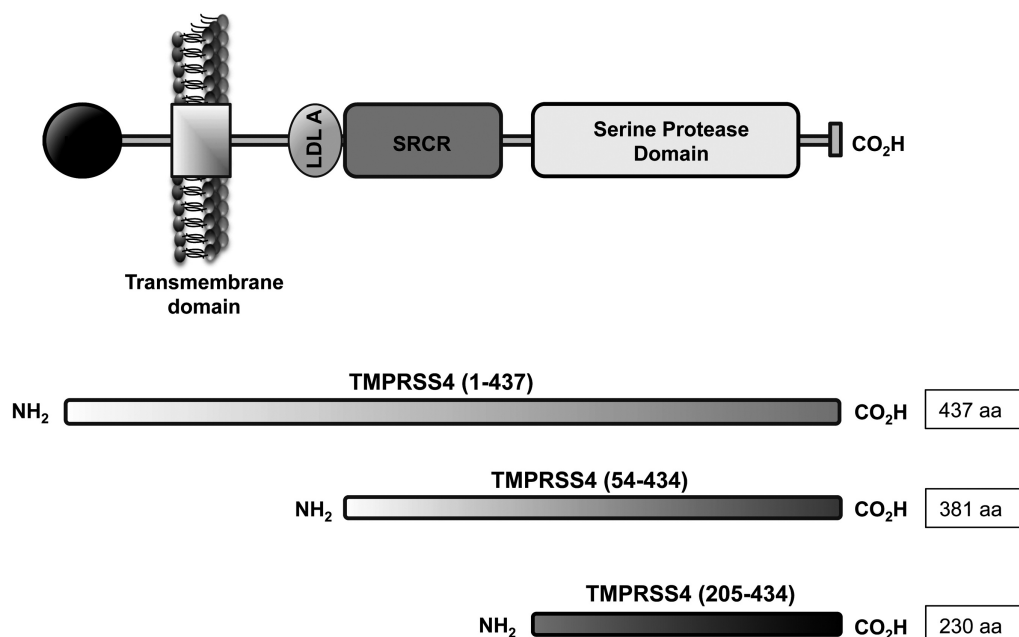 LDL A
SRCR
Serine Protease
Domain
CO₂H
Transmembrane
domain
TMPRSS4 (1-437)
NH₂
CO₂H
437 aa
TMPRSS4 (54-434)
NH₂
CO₂H
381 aa
TMPRSS4 (205-434)
NH₂
CO₂H
230 aa